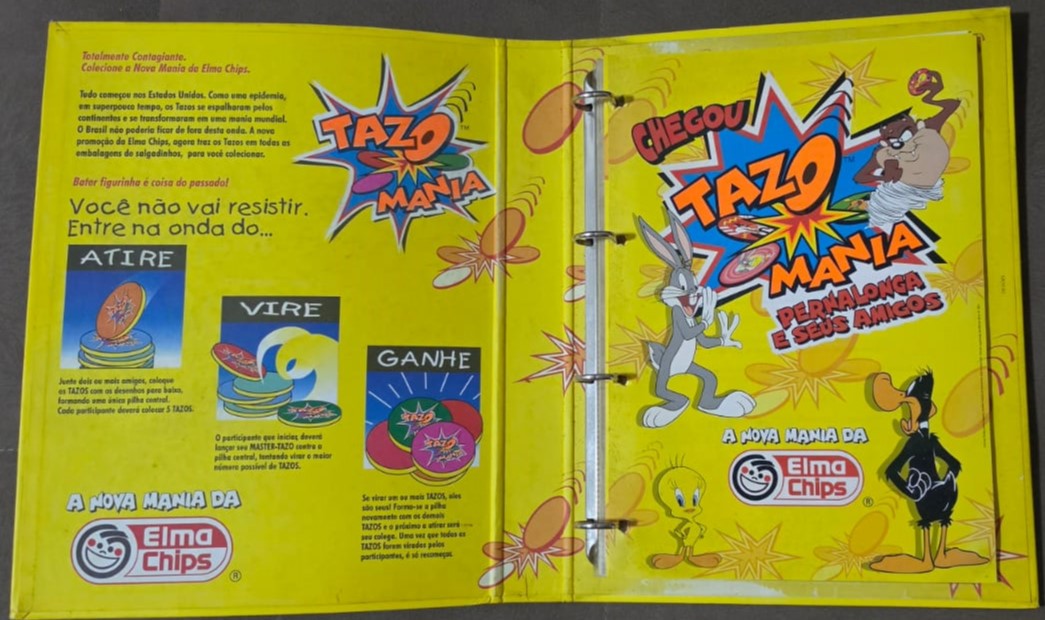 Totalmente Contagiante.
Colecione a Nova Mania da Elma Chips.
Tudo começou nos Estados Unidos. Como uma epidemia,
em superpouco tempo, os Tazos se espalharam pelos
continentes e se transformaram em uma mania mundial.
O Brasil não poderia ficar de fora desta onda. A nova
promoção da Elma Chips, agora traz os Tazos em todas as
embalagens de salgadinhos, para você colecionar.
Bater figurinha é coisa do passado!
Você não vai resistir.
Entre na onda do...
TAZO
MANIA
TM
ATIRE
Junte dois ou mais amigos, coloque
os TAZOS com os desenhos para baixo,
formando uma única pilha central.
Cada participante deverá colocar 5 TAZOS.
VIRE
O participante que iniciar, deverá
lançar seu MASTER-TAZO contra a
pilha central, tentando virar o maior
número possível de TAZOS.
GANHE
TAZO
TAZO
MANIA
Se virar um ou mais TAZOS, eles
são seus! Forma-se a pilha
novamente com os demais
TAZOS e o próximo a atirar será
seu colega. Uma vez que todos os
TAZOS forem virados pelos
participantes, é só recomeçar.
A NOVA MANIA DA
Elma
Chips
®
CHEGOU
TAZO
MANIA
TM
PERNALONGA
E SEUS AMIGOS
A NOVA MANIA DA
Elma
Chips
®